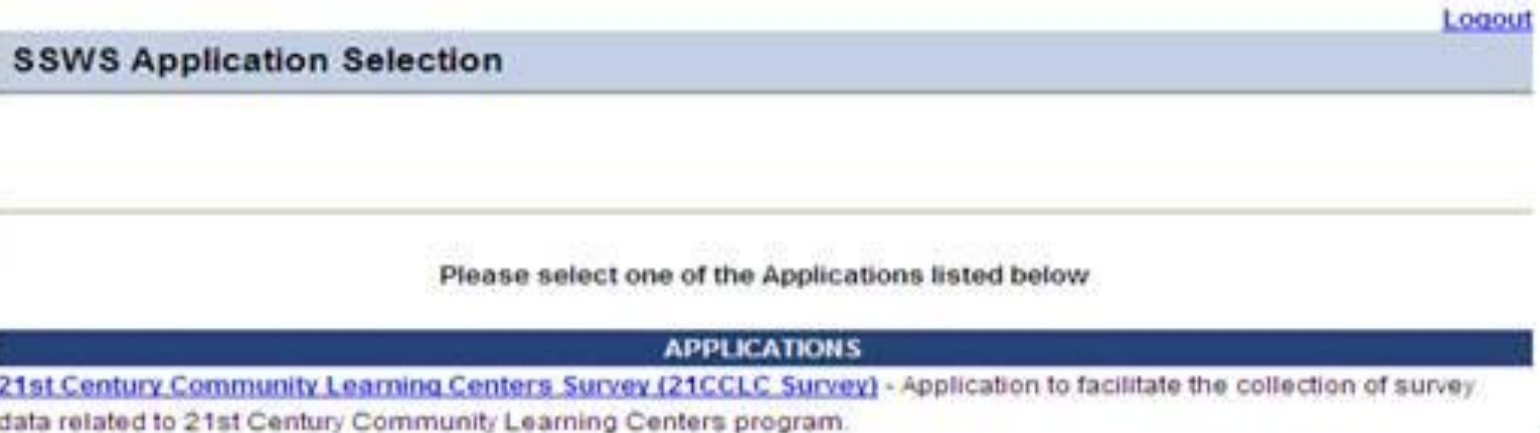 Logout
SSWS Application Selection
Please select one of the Applications listed below
APPLICATIONS
21st Century Community Learning Centers Survey (21CCLC Survey) - Application to facilitate the collection of survey
data related to 21st Century Community Learning Centers program.